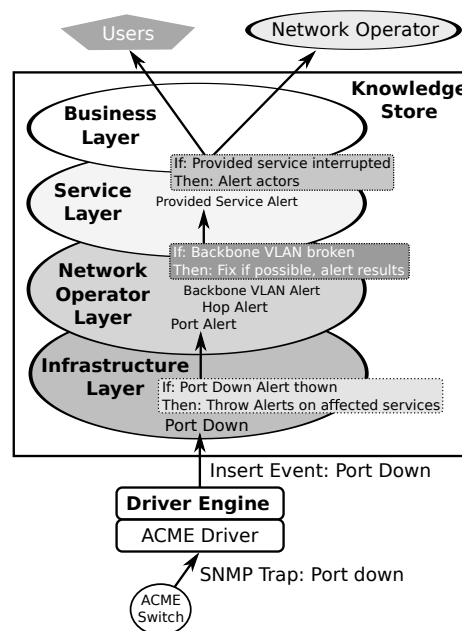 Users
Network Operator
Knowledge
Store
Business
Layer
If: Provided service interrupted
Then: Alert actors
Service
Layer
Provided Service Alert
If: Backbone VLAN broken
Then: Fix if possible, alert results
Network
Operator
Layer
Backbone VLAN Alert
Hop Alert
Port Alert
Infrastructure
Layer
If: Port Down Alert thown
Then: Throw Alerts on affected services
Port Down
Insert Event: Port Down
Driver Engine
ACME Driver
SNMP Trap: Port down
ACME
Switch